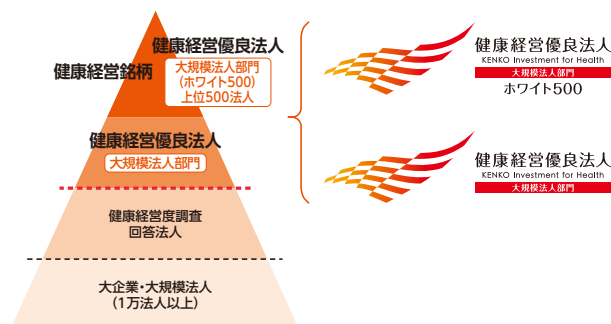 健康経営銘柄
健康経営優良法人
大規模法人部門
(ホワイト500)
上位500法人
健康経営優良法人
大規模法人部門
健康経営度調査
回答法人
大企業・大規模法人
(1万法人以上)
健康経営優良法人
KENKO Investment for Health
大規模法人部門
ホワイト500
健康経営優良法人
KENKO Investment for Health
大規模法人部門